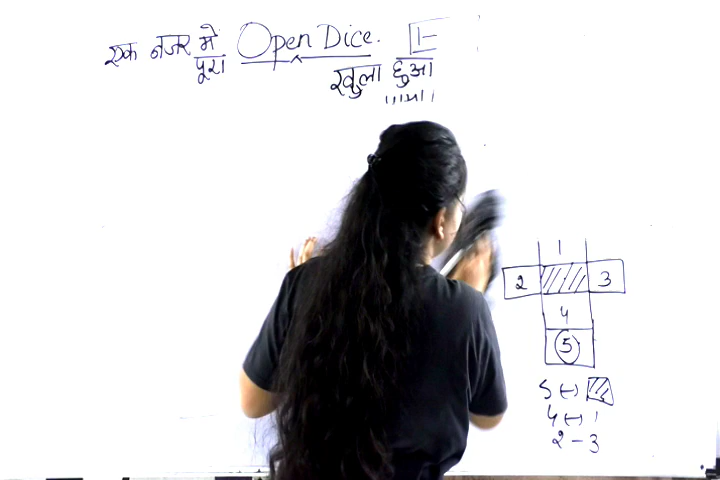 एक नजर मे Open Dice. 1-
पूरा खुला हुआ
1
2 3
4
5
5 ↔
4 ↔ 1
2 - 3